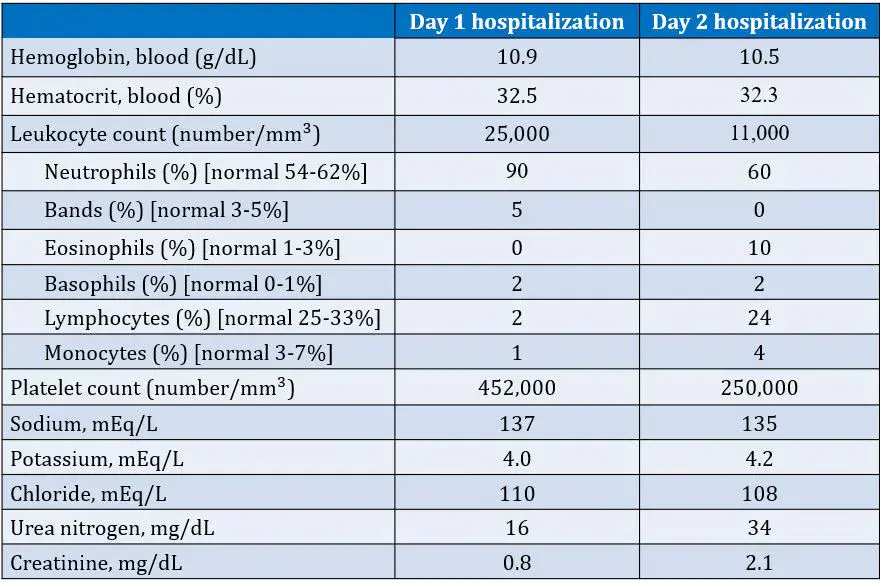 Day 1 hospitalization Day 2 hospitalization
Hemoglobin, blood (g/dL) 10.9 10.5
Hematocrit, blood (%) 32.5 32.3
Leukocyte count (number/mm³) 25,000 11,000
Neutrophils (%) [normal 54-62%] 90 60
Bands (%) [normal 3-5%] 5 0
Eosinophils (%) [normal 1-3%] 0 10
Basophils (%) [normal 0-1%] 2 2
Lymphocytes (%) [normal 25-33%] 2 24
Monocytes (%) [normal 3-7%] 1 4
Platelet count (number/mm³) 452,000 250,000
Sodium, mEq/L 137 135
Potassium, mEq/L 4.0 4.2
Chloride, mEq/L 110 108
Urea nitrogen, mg/dL 16 34
Creatinine, mg/dL 0.8 2.1